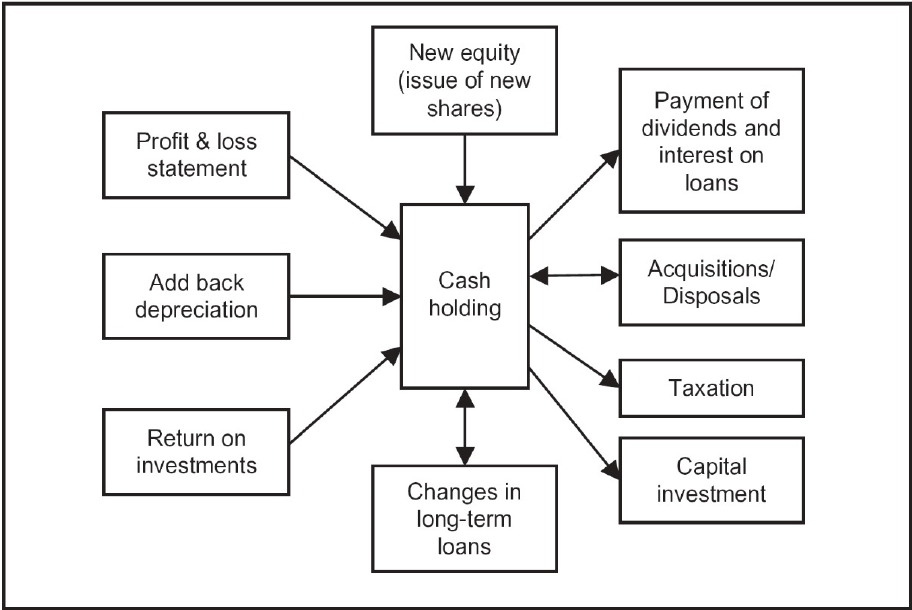 New equity
(issue of new
shares)
Profit & loss
statement
Payment of
dividends and
interest on
loans
Add back
depreciation
Cash
holding
Acquisitions/
Disposals
Return on
investments
Taxation
Changes in
long-term
loans
Capital
investment